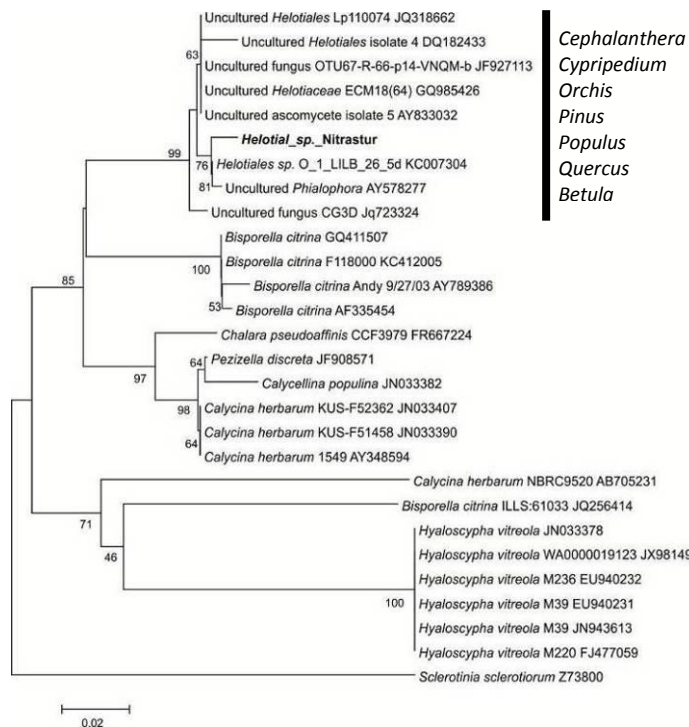 Uncultured Helotiales Lp110074 JQ318662
Uncultured Helotiales isolate 4 DQ182433
63
Uncultured fungus OTU67-R-66-p14-VNQM-b JF927113
Uncultured Helotiaceae ECM18(64) GQ985426
Uncultured ascomycete isolate 5 AY833032
Helotial_sp._Nitrastur
99
76
Helotiales sp. O_1_LILB_26_5d KC007304
81
Uncultured Phialophora AY578277
Uncultured fungus CG3D Jq723324
Cephalanthera
Cypripedium
Orchis
Pinus
Populus
Quercus
Betula
Bisporella citrina GQ411507
Bisporella citrina F118000 KC412005
100
Bisporella citrina Andy 9/27/03 AY789386
53
Bisporella citrina AF335454
85
Chalara pseudoaffinis CCF3979 FR667224
Pezizella discreta JF908571
64
97
Calycellina populina JN033382
98
Calycina herbarum KUS-F52362 JN033407
Calycina herbarum KUS-F51458 JN033390
64
Calycina herbarum 1549 AY348594
Calycina herbarum NBRC9520 AB705231
Bisporella citrina ILLS:61033 JQ256414
71
Hyaloscypha vitreola JN033378
46
Hyaloscypha vitreola WA0000019123 JX98149
Hyaloscypha vitreola M236 EU940232
100
Hyaloscypha vitreola M39 EU940231
Hyaloscypha vitreola M39 JN943613
Hyaloscypha vitreola M220 FJ477059
Sclerotinia sclerotiorum Z73800
0.02